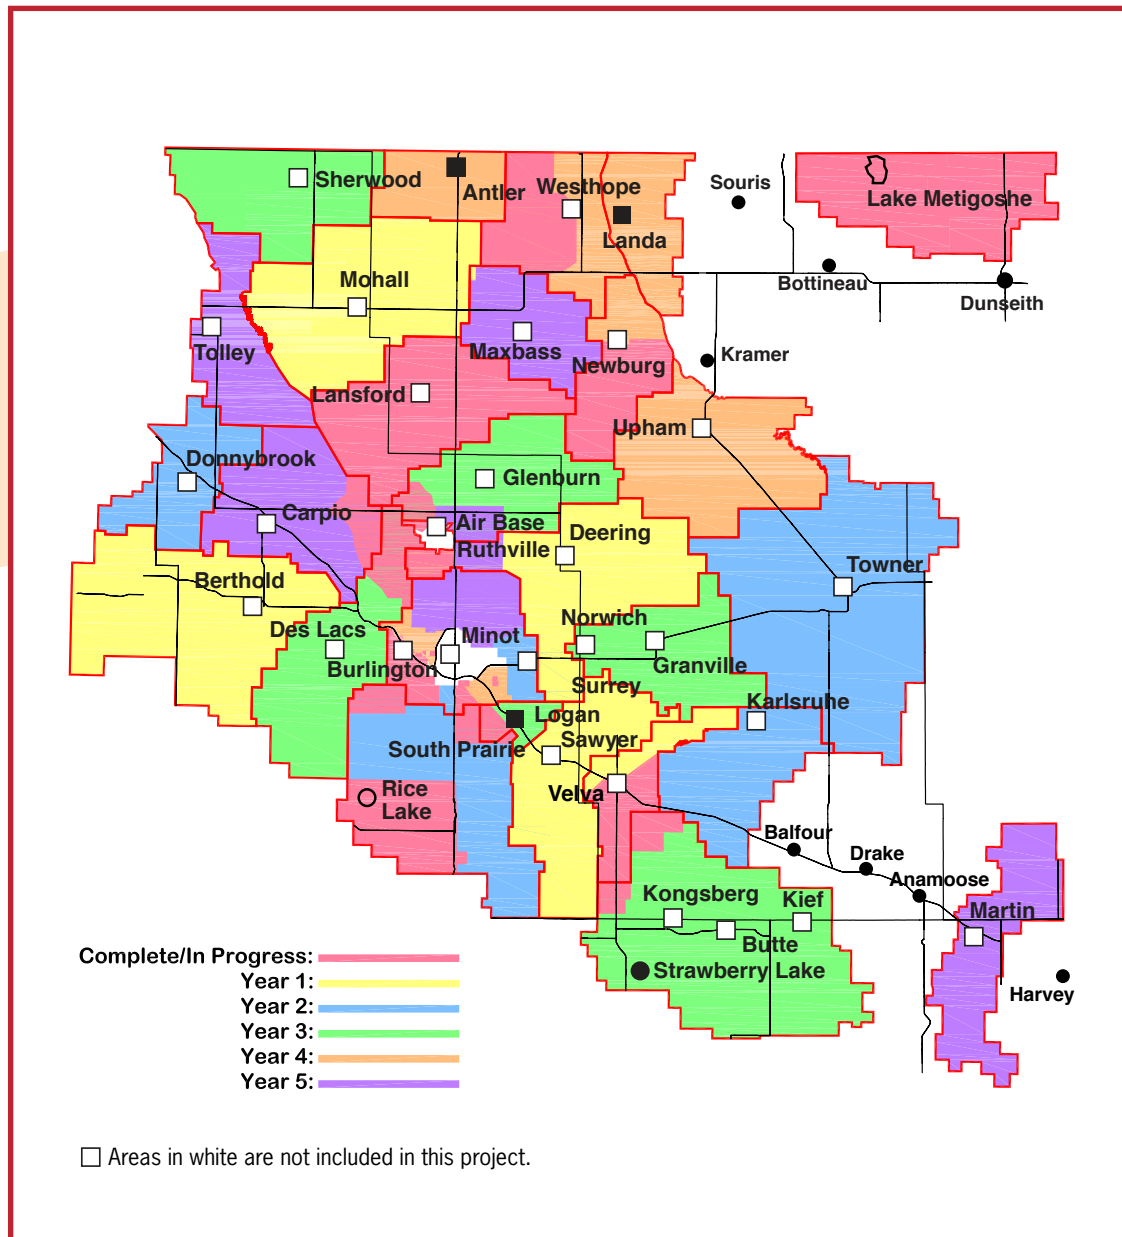 Sherwood
Antler
Westhope
Landa
Souris
Lake Metigoshe
Mohall
Bottineau
Dunseith
Tolley
Maxbass
Newburg
Kramer
Lansford
Upham
Donnybrook
Glenburn
Carpio
Air Base
Ruthville
Deering
Towner
Berthold
Des Lacs
Burlington
Minot
Norwich
Granville
Surrey
Karlsruhe
Logan
South Prairie
Sawyer
Velva
Rice
Lake
Balfour
Drake
Anamoose
Kongsberg
Kief
Martin
Butte
Strawberry Lake
Harvey
Complete/In Progress:
Year 1:
Year 2:
Year 3:
Year 4:
Year 5:
Areas in white are not included in this project.